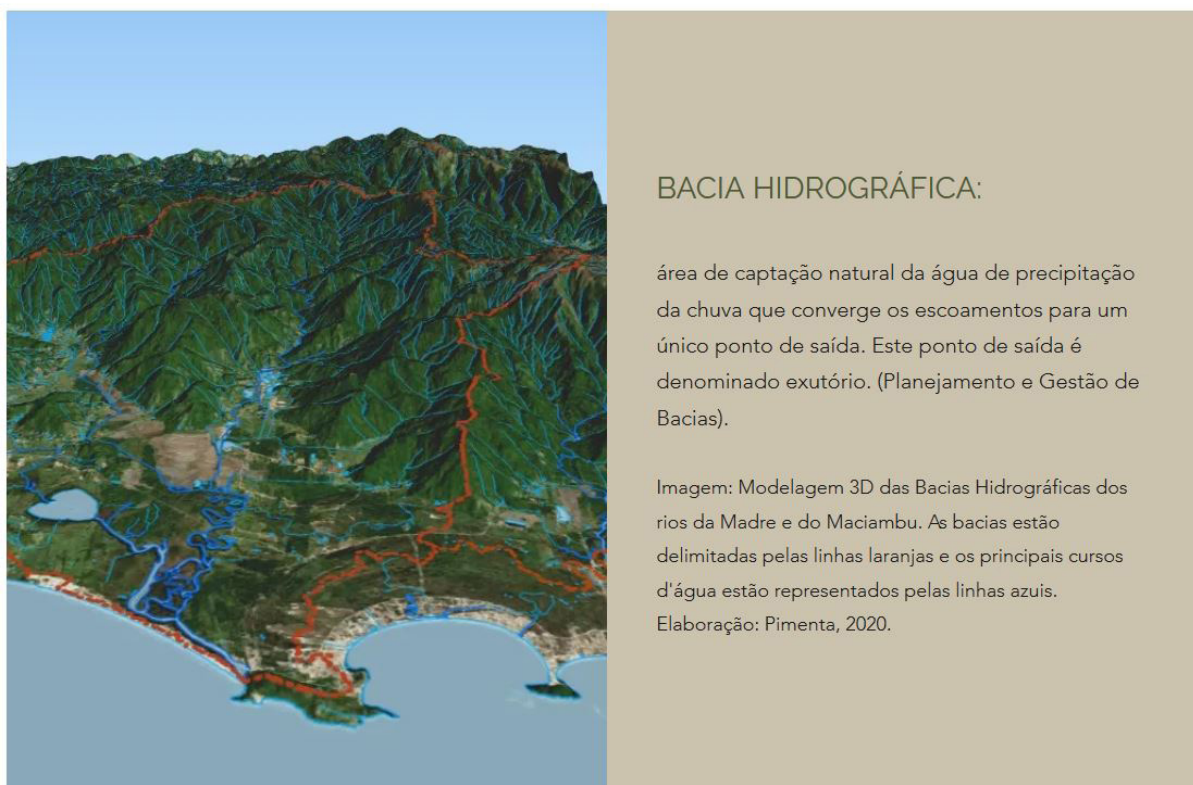 BACIA HIDROGRÁFICA:
área de captação natural da água de precipitação
da chuva que converge os escoamentos para um
único ponto de saída. Este ponto de saída é
denominado exutório. (Planejamento e Gestão de
Bacias).
Imagem: Modelagem 3D das Bacias Hidrográficas dos
rios da Madre e do Maciambu. As bacias estão
delimitadas pelas linhas laranjas e os principais cursos
d'água estão representados pelas linhas azuis.
Elaboração: Pimenta, 2020.